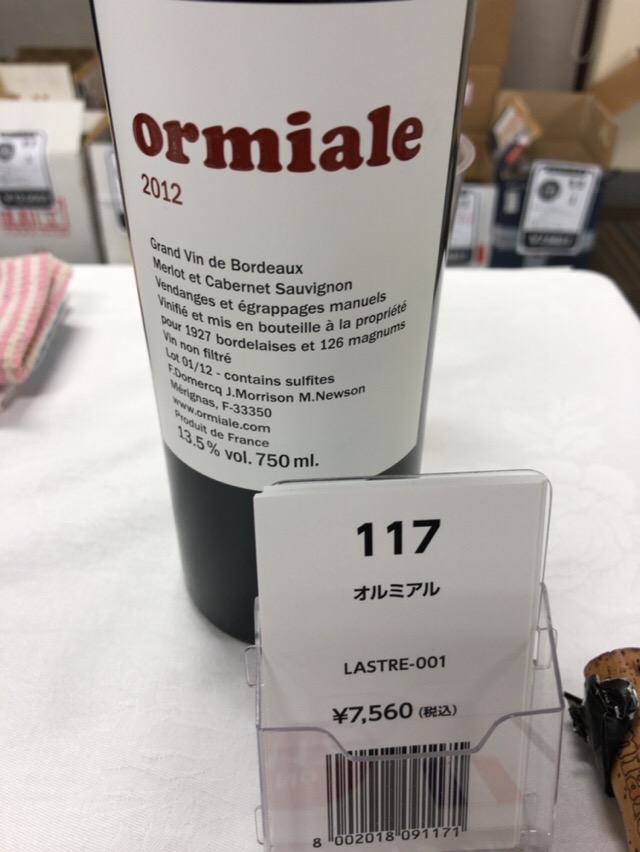 ormiale
2012
Grand Vin de Bordeaux
Merlot et Cabernet Sauvignon
Vendanges et égrappages manuels
Vinifié et mis en bouteille à la propriété
pour 1927 bordelaises et 126 magnums
Vin non filtré
Lot 01/12 - contains sulfites
F.Domercq J.Morrison M.Newson
Mérignas, F-33350
www.ormiale.com
Produit de France
13.5% vol. 750 ml.
117
オルミアル
LASTRE-001
¥7,560 (税込)
8 002018 091171